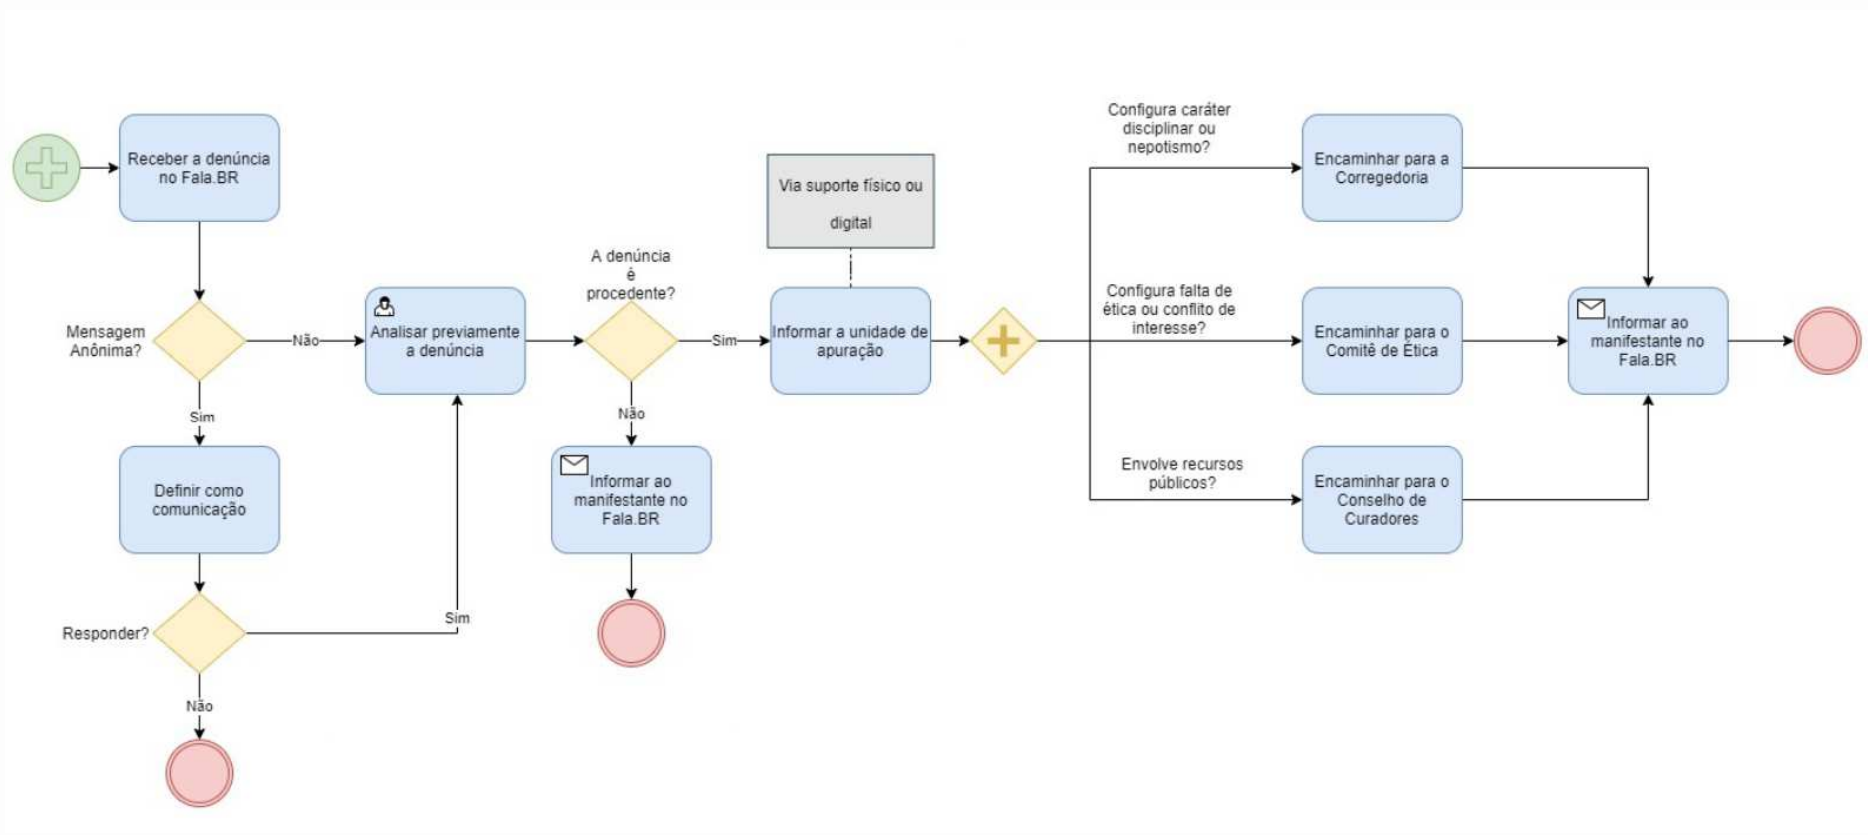 Receber a denúncia
no Fala.BR
Mensagem
Anônima?
Não
Sim
Definir como
comunicação
Responder?
Sim
Não
Analisar previamente
a denúncia
A denúncia
é
procedente?
Sim
Não
Informar ao
manifestante no
Fala.BR
Via suporte físico ou
digital
Informar a unidade de
apuração
Configura caráter
disciplinar ou
nepotismo?
Encaminhar para a
Corregedoria
Configura falta de
ética ou conflito de
interesse?
Encaminhar para o
Comitê de Ética
Envolve recursos
públicos?
Encaminhar para o
Conselho de
Curadores
Informar ao
manifestante no
Fala.BR